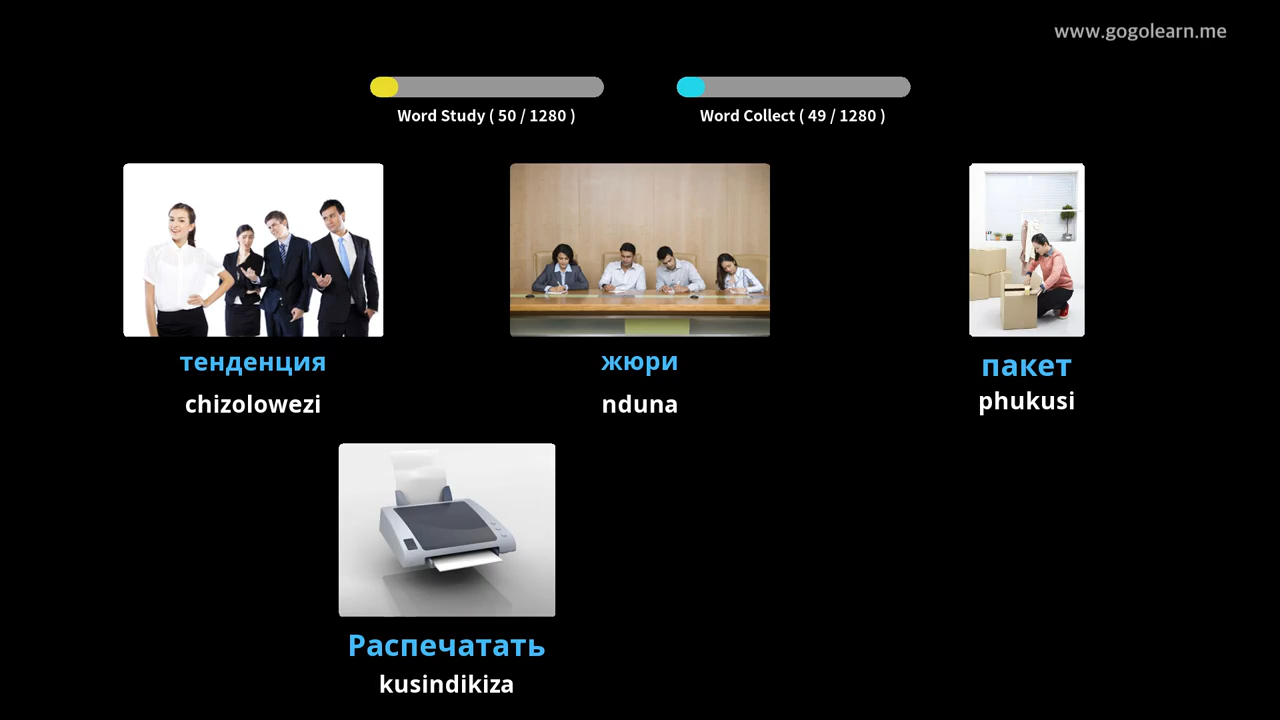 www.gogolearn.me
Word Study ( 50 / 1280 )
Word Collect ( 49 / 1280 )
тенденция
chizolowezi
жюри
nduna
пакет
phukusi
Распечатать
kusindikiza